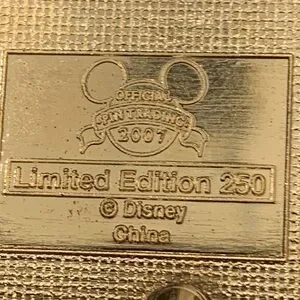 OFFICIAL
PIN TRADING
2007
Limited Edition 250
© Disney
China